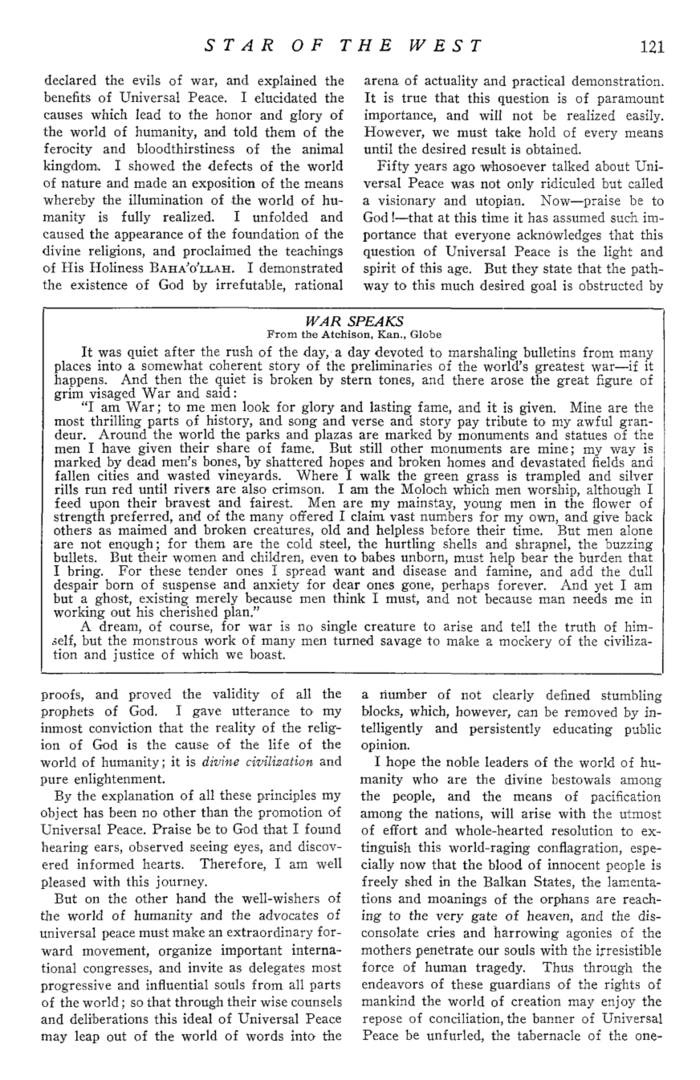 STAR OF THE WEST 121
declared the evils of war, and explained the
benefits of Universal Peace. I elucidated the
causes which lead to the honor and glory of
the world of humanity, and told them of the
ferocity and bloodthirstiness of the animal
kingdom. I showed the defects of the world
of nature and made an exposition of the means
whereby the illumination of the world of hu-
manity is fully realized. I unfolded and
caused the appearance of the foundation of the
divine religions, and proclaimed the teachings
of His Holiness BAHA'O'LLAH. I demonstrated
the existence of God by irrefutable, rational
proofs, and proved the validity of all the
prophets of God. I gave utterance to my
inmost conviction that the reality of the relig-
ion of God is the cause of the life of the
world of humanity; it is divine civilization and
pure enlightenment.
By the explanation of all these principles my
object has been no other than the promotion of
Universal Peace. Praise be to God that I found
hearing ears, observed seeing eyes, and discov-
ered informed hearts. Therefore, I am well
pleased with this journey.
But on the other hand the well-wishers of
the world of humanity and the advocates of
universal peace must make an extraordinary for-
ward movement, organize important interna-
tional congresses, and invite as delegates most
progressive and influential souls from all parts
of the world; so that through their wise counsels
and deliberations this ideal of Universal Peace
may leap out of the world of words into the
arena of actuality and practical demonstration.
It is true that this question is of paramount
importance, and will not be realized easily.
However, we must take hold of every means
until the desired result is obtained.
Fifty years ago whosoever talked about Uni-
versal Peace was not only ridiculed but called
a visionary and utopian. Now—praise be to
God!—that at this time it has assumed such im-
portance that everyone acknowledges that this
question of Universal Peace is the light and
spirit of this age. But they state that the path-
way to this much desired goal is obstructed by
a number of not clearly defined stumbling
blocks, which, however, can be removed by in-
telligently and persistently educating public
opinion.
I hope the noble leaders of the world of hu-
manity who are the divine bestowals among
the people, and the means of pacification
among the nations, will arise with the utmost
of effort and whole-hearted resolution to ex-
tinguish this world-raging conflagration, espe-
cially now that the blood of innocent people is
freely shed in the Balkan States, the lamenta-
tions and moanings of the orphans are reach-
ing to the very gate of heaven, and the dis-
consolate cries and harrowing agonies of the
mothers penetrate our souls with the irresistible
force of human tragedy. Thus through the
endeavors of these guardians of the rights of
mankind the world of creation may enjoy the
repose of conciliation, the banner of Universal
Peace be unfurled, the tabernacle of the one-
WAR SPEAKS
From the Atchison, Kan., Globe
It was quiet after the rush of the day, a day devoted to marshaling bulletins from many
places into a somewhat coherent story of the preliminaries of the world's greatest war—if it
happens. And then the quiet is broken by stern tones, and there arose the great figure of
grim visaged War and said:
"I am War; to me men look for glory and lasting fame, and it is given. Mine are the
most thrilling parts of history, and song and verse and story pay tribute to my awful gran-
deur. Around the world the parks and plazas are marked by monuments and statues of the
men I have given their share of fame. But still other monuments are mine; my way is
marked by dead men's bones, by shattered hopes and broken homes and devastated fields and
fallen cities and wasted vineyards. Where I walk the green grass is trampled and silver
rills run red until rivers are also crimson. I am the Moloch which men worship, although I
feed upon their bravest and fairest. Men are my mainstay, young men in the flower of
strength preferred, and of the many offered I claim vast numbers for my own, and give back
others as maimed and broken creatures, old and helpless before their time. But men alone
are not enough; for them are the cold steel, the hurtling shells and shrapnel, the buzzing
bullets. But their women and children, even to babes unborn, must help bear the burden that
I bring. For these tender ones I spread want and disease and famine, and add the dull
despair born of suspense and anxiety for dear ones gone, perhaps forever. And yet I am
but a ghost, existing merely because men think I must, and not because man needs me in
working out his cherished plan."
A dream, of course, for war is no single creature to arise and tell the truth of him-
self, but the monstrous work of many men turned savage to make a mockery of the civiliza-
tion and justice of which we boast.